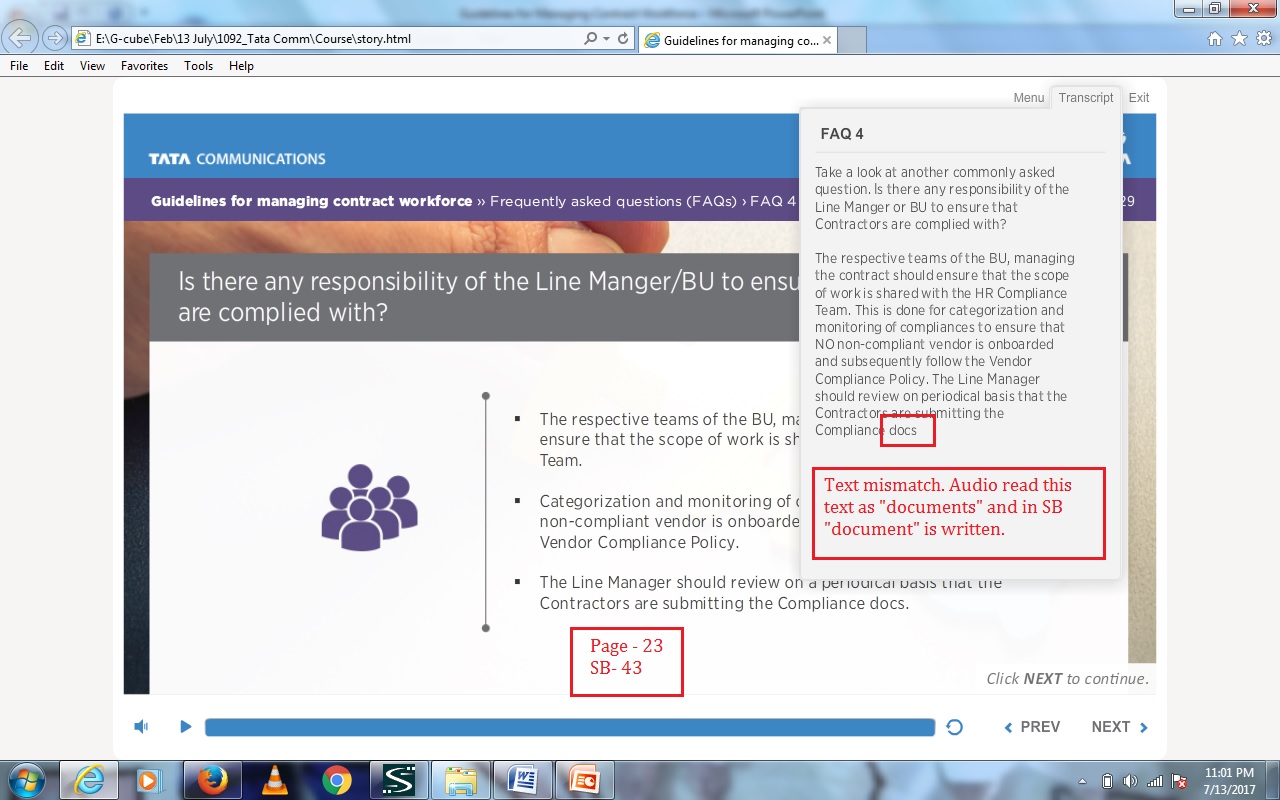 Guidelines for Managing Contract Workforce - Microsoft PowerPoint
E:\G-cube\Feb\13 July\1092_Tata Comm\Course\story.html
Guidelines for managing co...
File Edit View Favorites Tools Help
Menu Transcript Exit
TATA COMMUNICATIONS
Guidelines for managing contract workforce ›› Frequently asked questions (FAQs) › FAQ 4
29
Is there any responsibility of the Line Manger/BU to ensu
are complied with?
The respective teams of the BU, ma
ensure that the scope of work is sh
Team.
Categorization and monitoring of c
non-compliant vendor is onboarde
Vendor Compliance Policy.
The Line Manager should review on a periodical basis that the
Contractors are submitting the Compliance docs.
FAQ 4
Take a look at another commonly asked
question. Is there any responsibility of the
Line Manger or BU to ensure that
Contractors are complied with?
The respective teams of the BU, managing
the contract should ensure that the scope
of work is shared with the HR Compliance
Team. This is done for categorization and
monitoring of compliances to ensure that
NO non-compliant vendor is onboarded
and subsequently follow the Vendor
Compliance Policy. The Line Manager
should review on periodical basis that the
Contractors are submitting the
Compliance docs
Text mismatch. Audio read this
text as "documents" and in SB
"document" is written.
Page - 23
SB- 43
Click NEXT to continue.
PREV NEXT
11:01 PM
7/13/2017